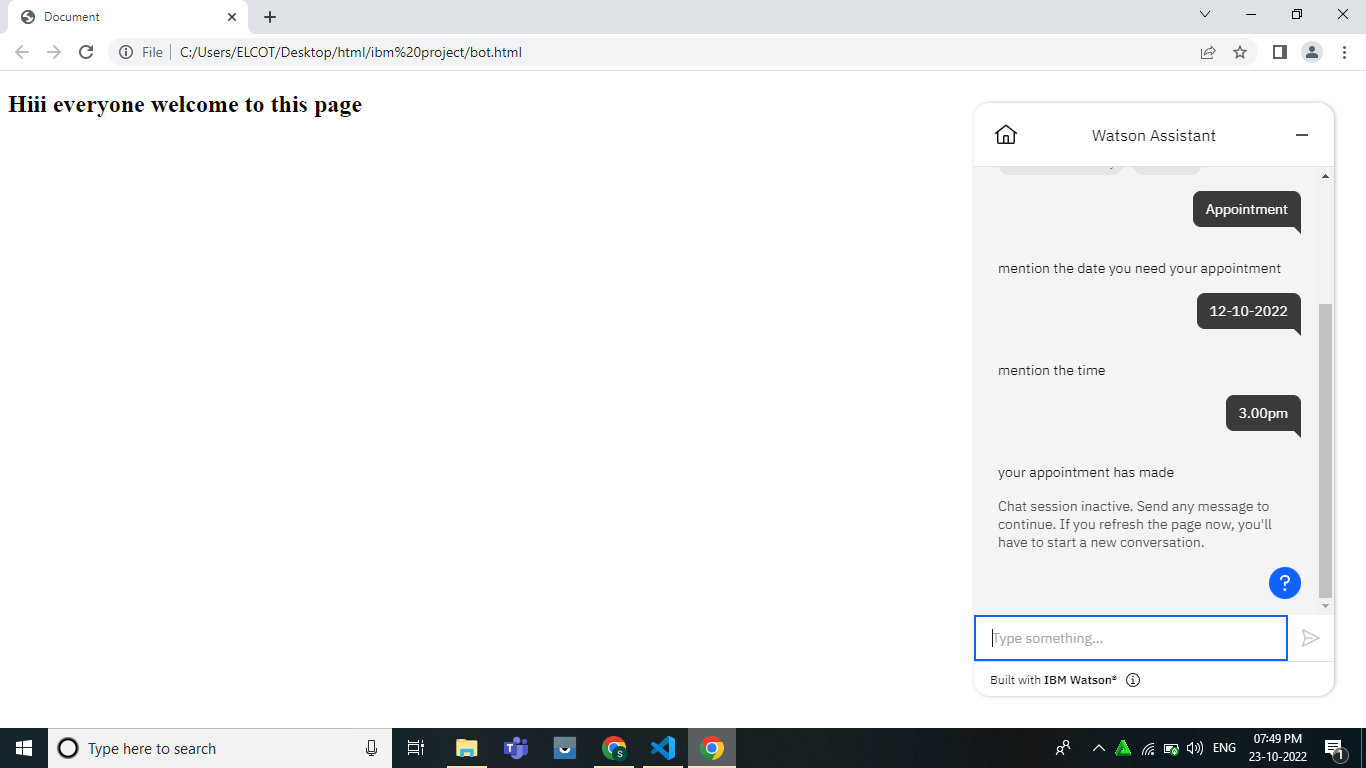 Document
File
C:/Users/ELCOT/Desktop/html/ibm%20project/bot.html
Hiii everyone welcome to this page
Watson Assistant
Appointment
mention the date you need your appointment
12-10-2022
mention the time
3.00pm
your appointment has made
Chat session inactive. Send any message to
continue. If you refresh the page now, you'll
have to start a new conversation.
?
Type something...
Built with IBM Watson®
Type here to search
S
ENG
07:49 PM
23-10-2022
1